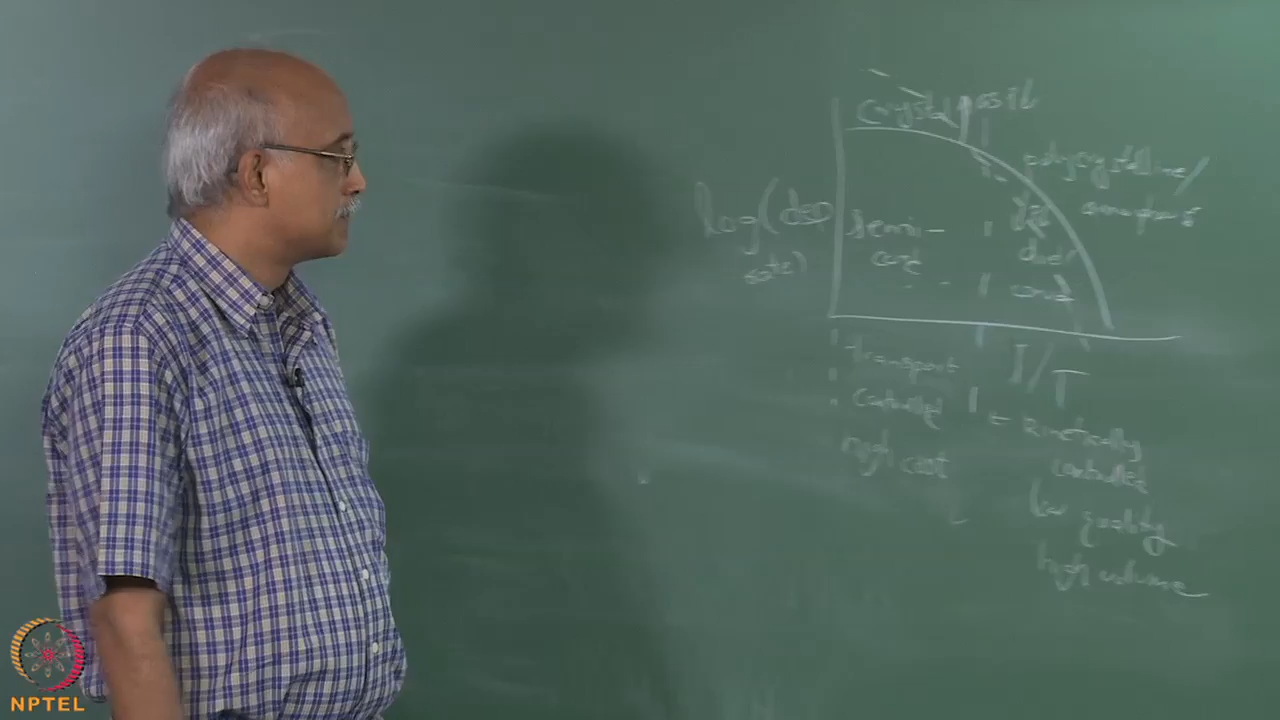 Crystal
polycrystalline/
amorphous
log(dep
rate)
semi-
cond
cond
Transport
controlled
high cost
1/T
kinetically
controlled
low quality
high volume
NPTEL